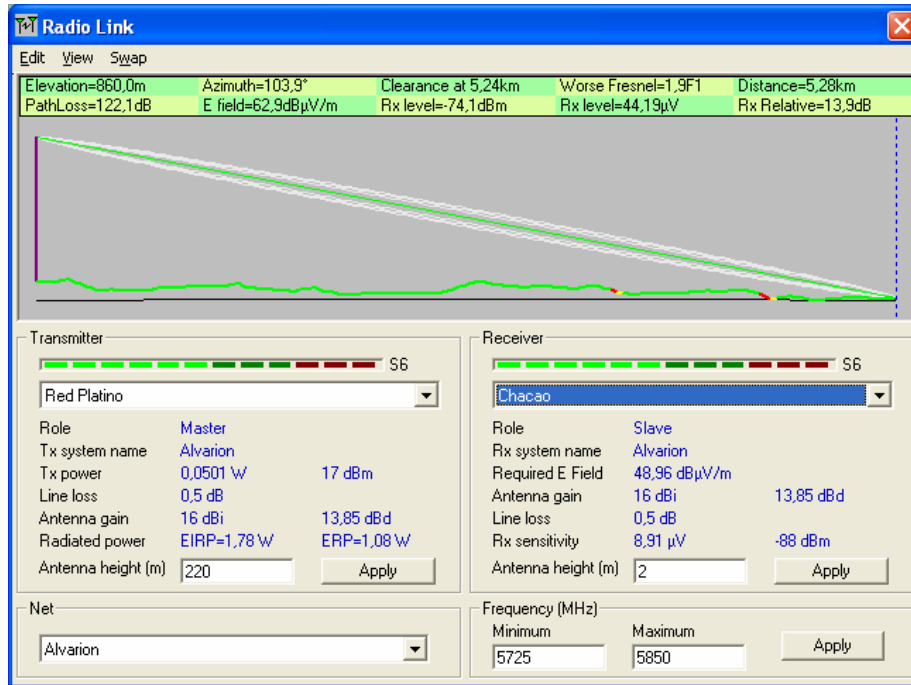 Radio Link
Edit View Swap
Elevation=860,0m Azimuth=103,9° Clearance at 5,24km Worse Fresnel=1,9F1 Distance=5,28km
PathLoss=122,1dB E field=62,9dBµV/m Rx level=-74,1dBm Rx level=44,19µV Rx Relative=13,9dB
Transmitter
S6
Red Platino
Role Master
Tx system name Alvarion
Tx power 0,0501 W 17 dBm
Line loss 0,5 dB
Antenna gain 16 dBi 13,85 dBd
Radiated power EIRP=1,78 W ERP=1,08 W
Antenna height (m) 220 Apply
Receiver
S6
Chacao
Role Slave
Rx system name Alvarion
Required E Field 48,96 dBµV/m
Antenna gain 16 dBi 13,85 dBd
Line loss 0,5 dB
Rx sensitivity 8,91 µV -88 dBm
Antenna height (m) 2 Apply
Net
Alvarion
Frequency (MHz)
Minimum Maximum
5725 5850 Apply